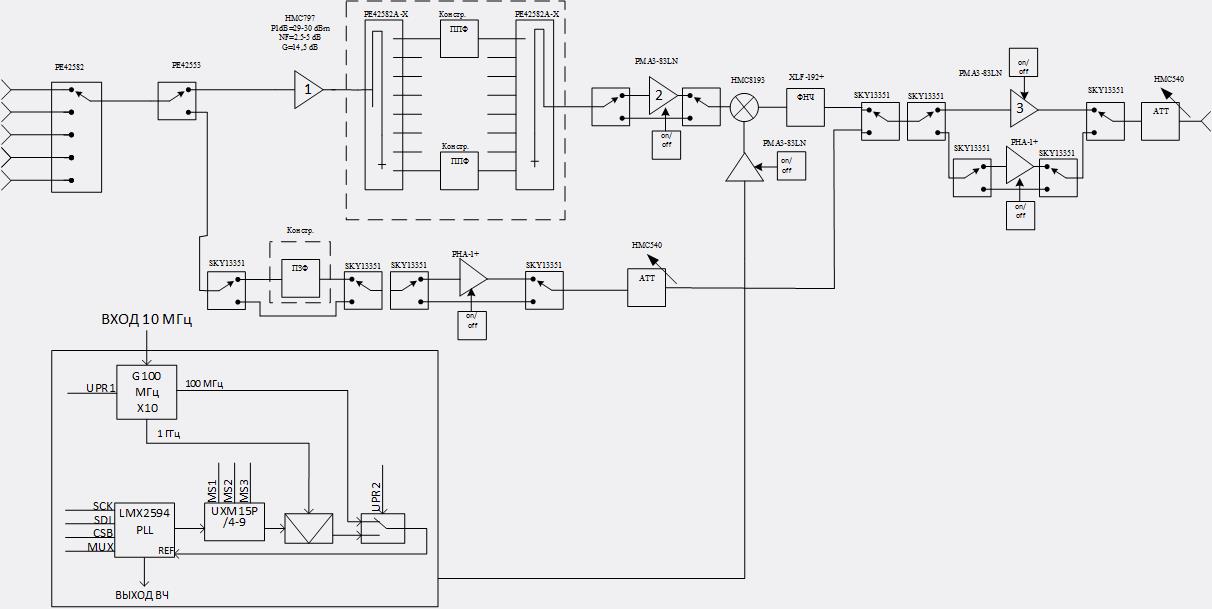 HMC797
P1dB=29-30 dBm
NF=2.5-5 dB
G=14,5 dB
PE42582A-X
Констр.
ППФ
PE42582A-X
PE42582
PE42553
1
Констр.
ППФ
PMA3-83LN
2
on/
off
HMC8193
XLF-192+
ФНЧ
PMA3-83LN
on/
off
SKY13351
SKY13351
PMA3-83LN
on/
off
3
SKY13351
PHA-1+
SKY13351
on/
off
SKY13351
HMC540
ATT
Констр.
ПЗФ
SKY13351
SKY13351
SKY13351
PHA-1+
on/
off
SKY13351
HMC540
ATT
ВХОД 10 МГц
UPR1
G100
МГц
X10
100 МГц
1 ГГц
MS1
MS2
MS3
UPR2
SCK
SDI
CSB
MUX
LMX2594
PLL
REF
UXM15P
/4-9
ВЫХОД ВЧ